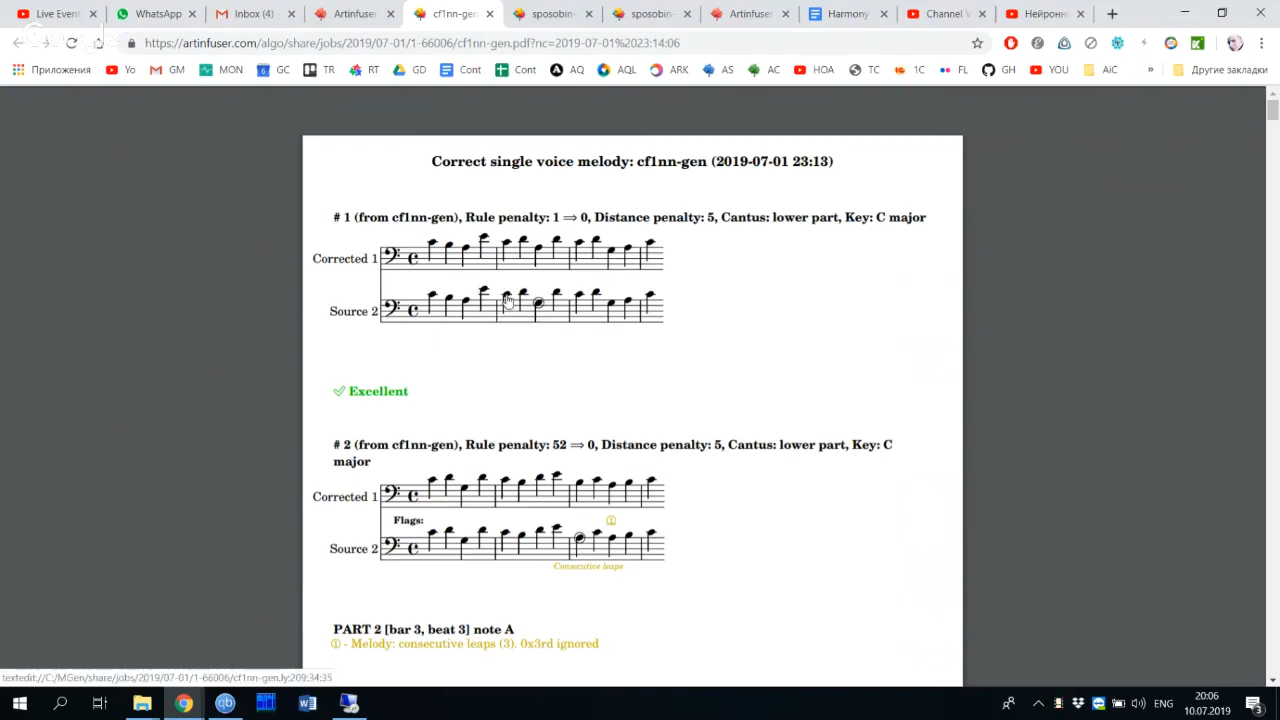 Live Event
WhatsApp
Inbox (4)
Artinfuser
cf1nn-gen
sposobin-
sposobin-
Artinfuser
Harmony
Channel V
Нейронн
https://artinfuser.com/algo/share/jobs/2019/07-01/1-66006/cf1nn-gen.pdf?nc=2019-07-01%2023:14:06
Приложения Yo GM MON GC TR RT GD Cont Cont AQ AQL ARK AS AC HOA TC 1C FL GH YOU AiC » Другие закладки
Correct single voice melody: cf1nn-gen (2019-07-01 23:13)
# 1 (from cf1nn-gen), Rule penalty: 1 ⟹ 0, Distance penalty: 5, Cantus: lower part, Key: C major
Corrected 1
Source 2
Excellent
# 2 (from cf1nn-gen), Rule penalty: 52 ⟹ 0, Distance penalty: 5, Cantus: lower part, Key: C
major
Corrected 1
Flags: ①
Source 2
Consecutive leaps
PART 2 [bar 3, beat 3] note A
① - Melody: consecutive leaps (3). 0x3rd ignored
textedit://C:/MGen/share/jobs/2019/07-01/1-66006/cf1nn-gen.ly:209:34:35
ENG
20:06
10.07.2019
3